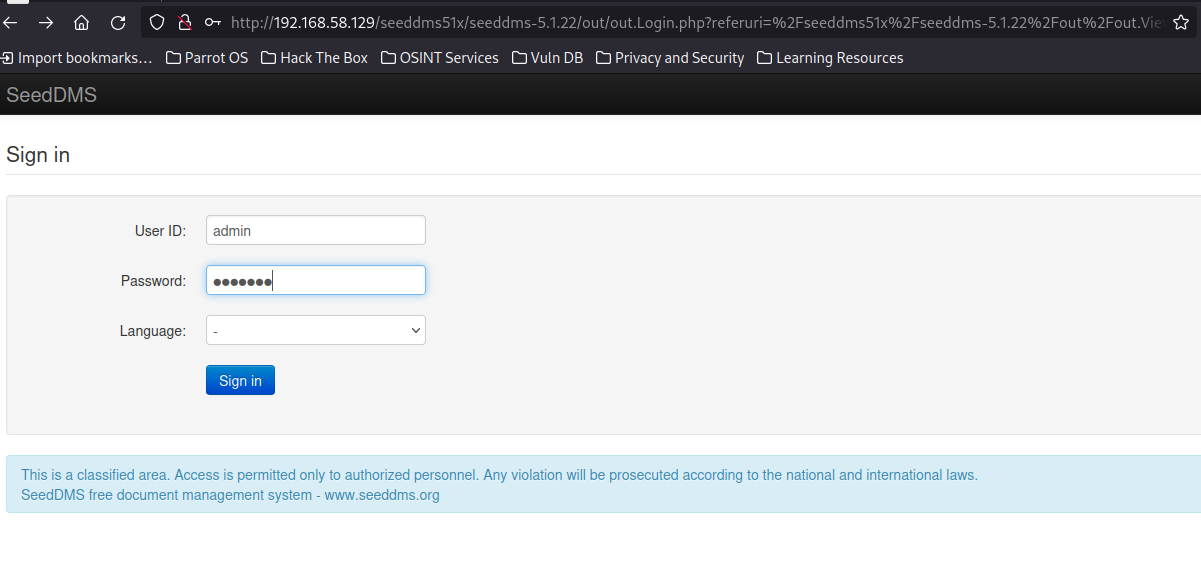 http://192.168.58.129/seeddms51x/seeddms-5.1.22/out/out.Login.php?referuri=%2Fseeddms51x%2Fseeddms-5.1.22%2Fout%2Fout.Vie
Import bookmarks… Parrot OS Hack The Box OSINT Services Vuln DB Privacy and Security Learning Resources
SeedDMS
Sign in
User ID: admin
Password: ●●●●●●●
Language: -
Sign in
This is a classified area. Access is permitted only to authorized personnel. Any violation will be prosecuted according to the national and international laws.
SeedDMS free document management system - www.seeddms.org